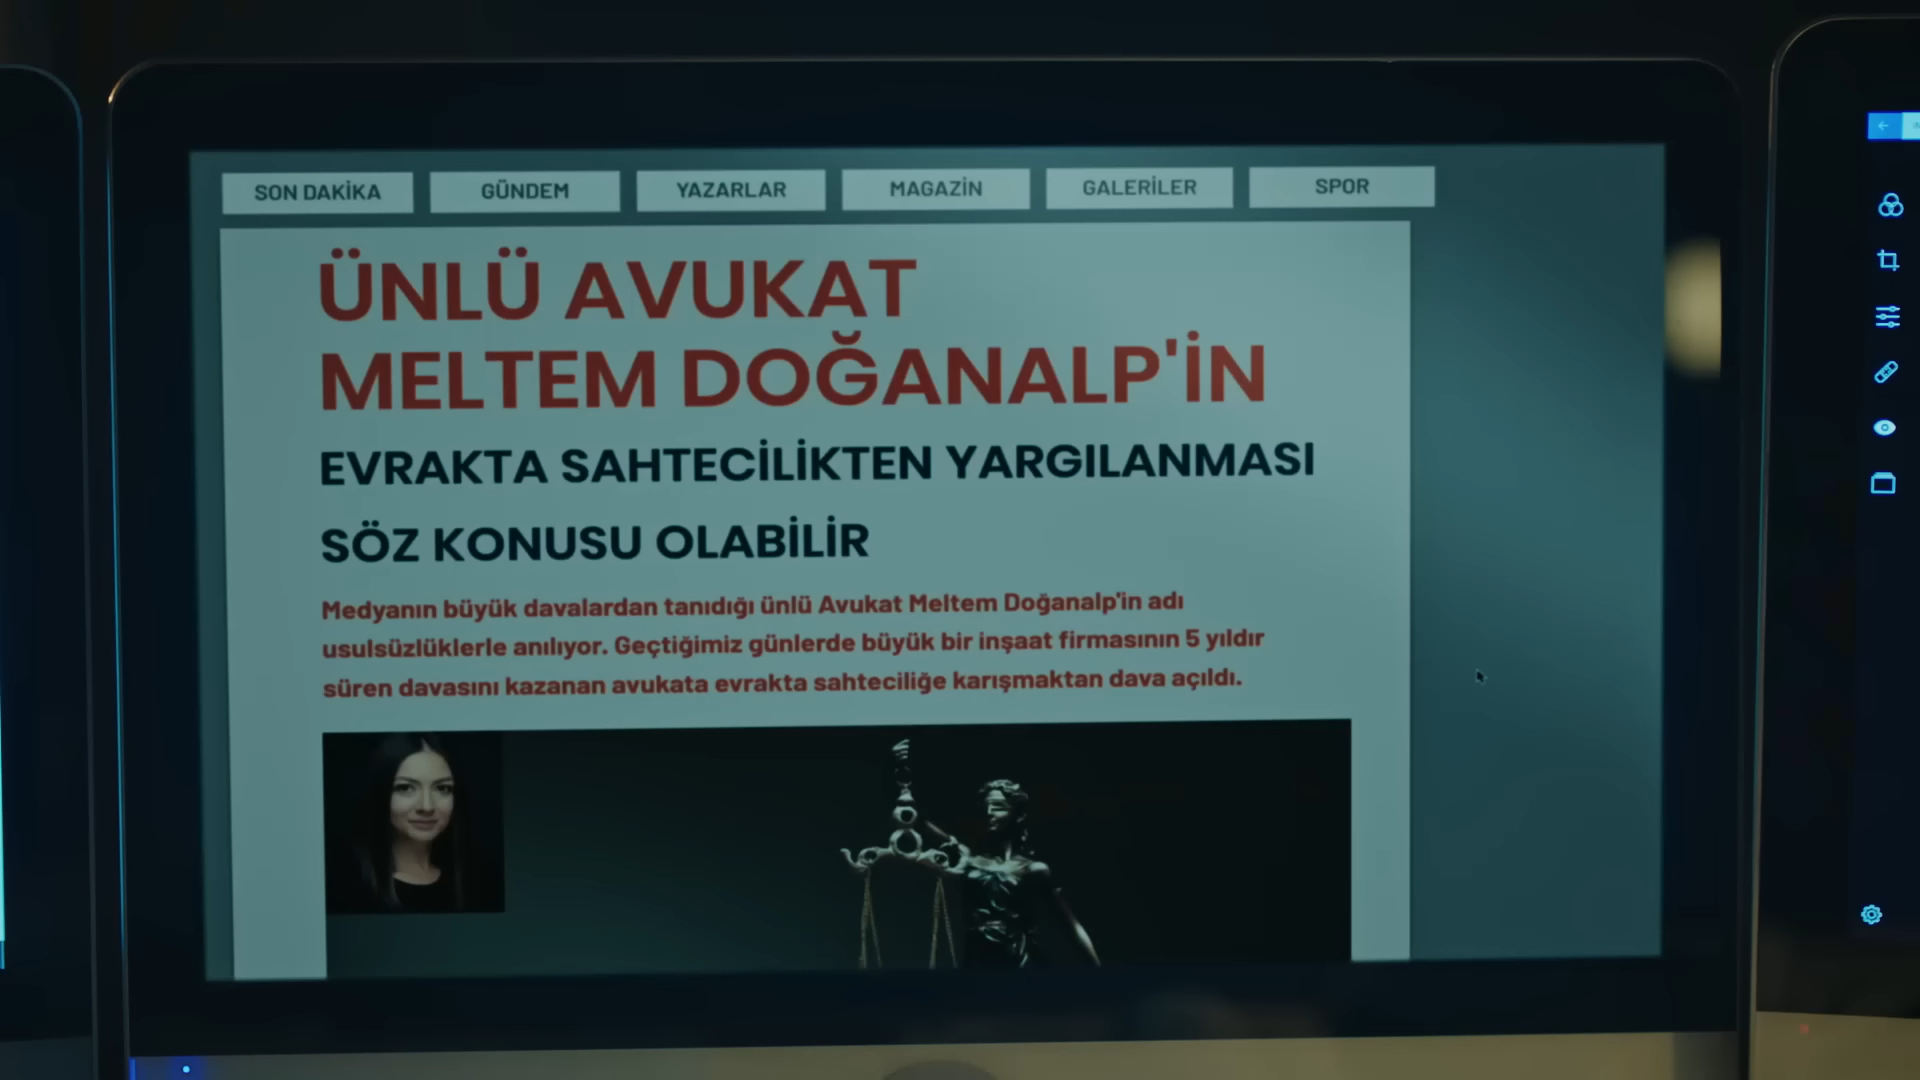 SON DAKİKA GÜNDEM YAZARLAR MAGAZİN GALERİLER SPOR
ÜNLÜ AVUKAT
MELTEM DOĞANALP'İN
EVRAKTA SAHTECİLİKTEN YARGILANMASI
SÖZ KONUSU OLABİLİR
Medyanın büyük davalardan tanıdığı ünlü Avukat Meltem Doğanalp'in adı
usulsüzlüklerle anılıyor. Geçtiğimiz günlerde büyük bir inşaat firmasının 5 yıldır
süren davasını kazanan avukata evrakta sahteciliğe karışmaktan dava açıldı.